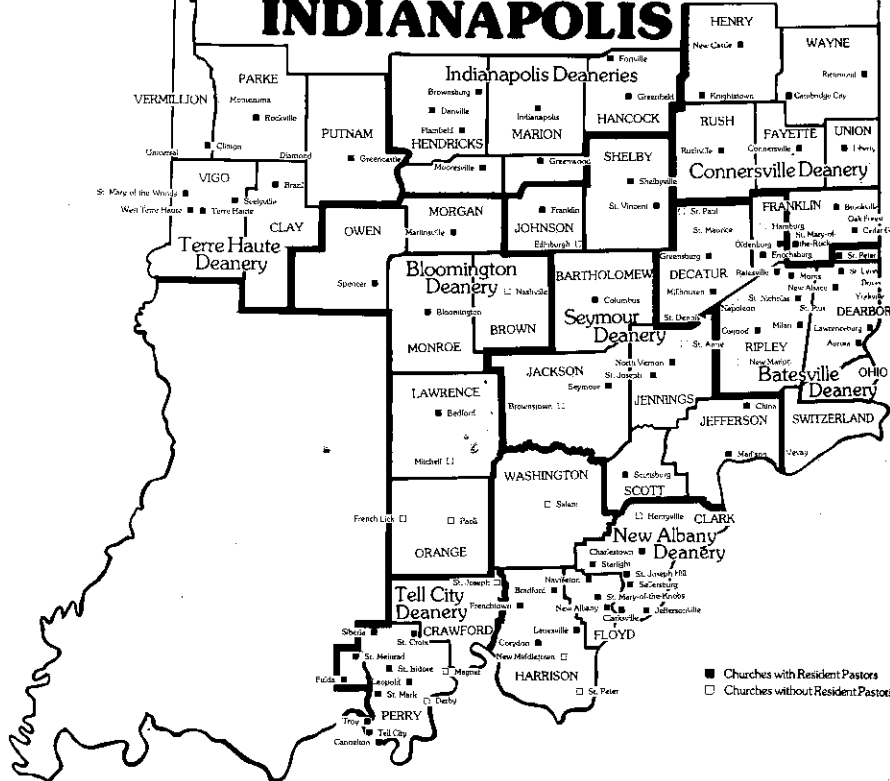 INDIANAPOLIS
HENRY
New Castle
Knightstown
WAYNE
Richmond
Cambridge City
Indianapolis Deaneries
Fortville
VERMILLION
PARKE
Montezuma
Rockville
Universal
Clinton
Diamond
PUTNAM
Greencastle
Brownsburg
Danville
Plainfield
HENDRICKS
Mooresville
Indianapolis
MARION
Greenwood
Greenfield
HANCOCK
RUSH
Rushville
FAYETTE
Connersville
UNION
Liberty
Connersville Deanery
SHELBY
Shelbyville
St. Vincent
VIGO
St. Mary of the Woods
Seelyville
West Terre Haute
Terre Haute
Brazil
CLAY
Terre Haute
Deanery
OWEN
Spencer
MORGAN
Martinsville
Franklin
JOHNSON
Edinburgh
St. Paul
St. Maurice
Greensburg
DECATUR
Millhousen
St. Dennis
FRANKLIN
Brookville
Oak Forest
Hamburg
St. Mary-of-
the-Rock
Oldenburg
Enochsburg
St. Peter
Batesville
Morris
St. Leon
New Alsace
Dover
Yorkville
St. Nicholas
St. Paul
DEARBORN
Napoleon
Osgood
Milan
Lawrenceburg
Aurora
RIPLEY
New Marion
OHIO
Batesville
Deanery
Bloomington
Deanery
Nashville
Bloomington
BROWN
MONROE
BARTHOLOMEW
Columbus
Seymour
Deanery
St. Anne
North Vernon
St. Joseph
JENNINGS
JACKSON
Seymour
Brownstown
LAWRENCE
Bedford
Mitchell
China
JEFFERSON
Madison
SWITZERLAND
Vevay
WASHINGTON
Salem
Scottsburg
SCOTT
French Lick
Paoli
ORANGE
Henryville
CLARK
New Albany
Deanery
Charlestown
Starlight
St. Joseph Hill
Sellersburg
Navilleton
Bradford
St. Mary-of-the-Knobs
New Albany
Clarksville
Jeffersonville
FLOYD
St. Joseph
Frenchtown
Lanesville
Corydon
New Middletown
HARRISON
St. Peter
Tell City
Deanery
CRAWFORD
Siberia
St. Croix
St. Meinrad
St. Isidore
Magnet
Fulda
Leopold
St. Mark
Derby
PERRY
Troy
Tell City
Cannelton
Churches with Resident Pastors
Churches without Resident Pastors